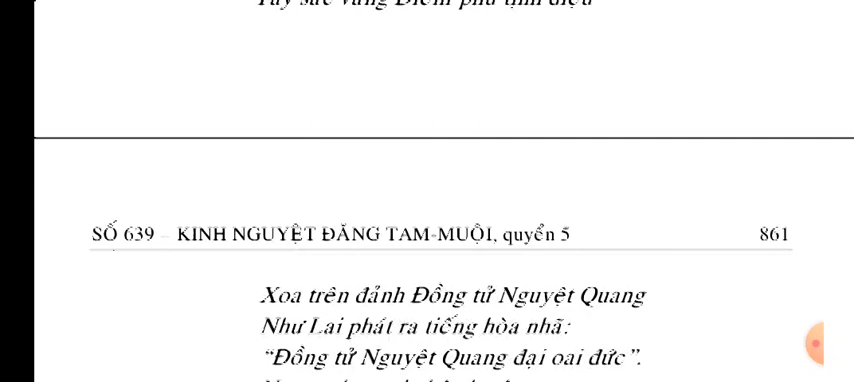 SỐ 639 – KINH NGUYỆT ĐĂNG TAM-MUỘI, quyển 5 861
Xoa trên đảnh Đồng tử Nguyệt Quang
Như Lai phát ra tiếng hòa nhã:
“Đồng tử Nguyệt Quang đại oai đức”.